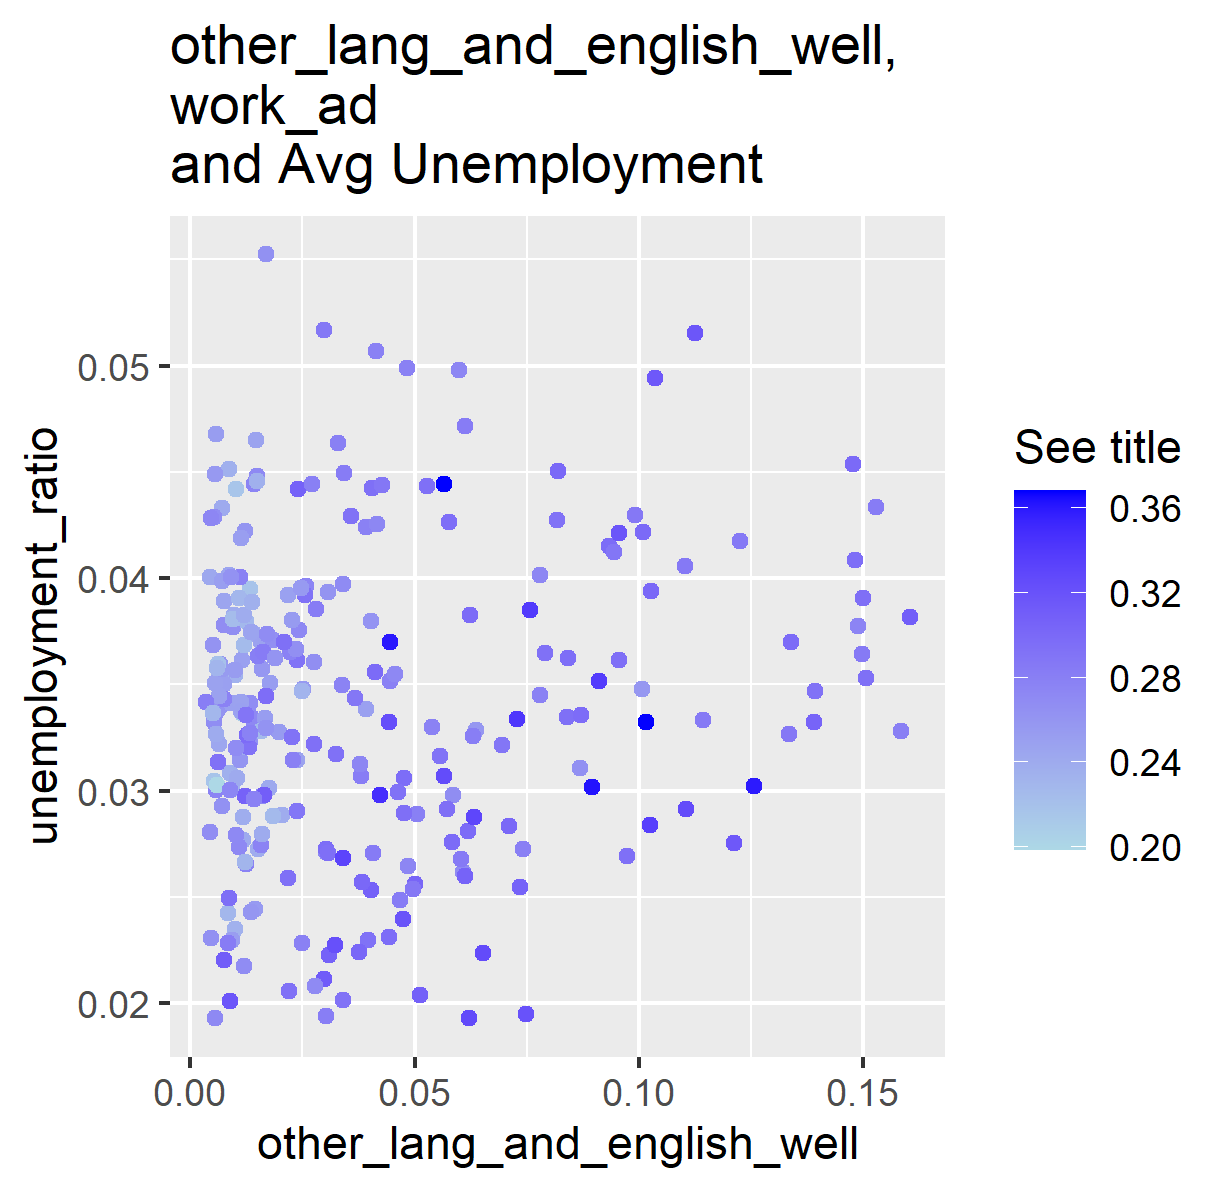 other_lang_and_english_well,
work_ad
and Avg Unemployment
unemployment_ratio
0.05
0.04
0.03
0.02
0.00 0.05 0.10 0.15
other_lang_and_english_well
See title
0.36
0.32
0.28
0.24
0.20